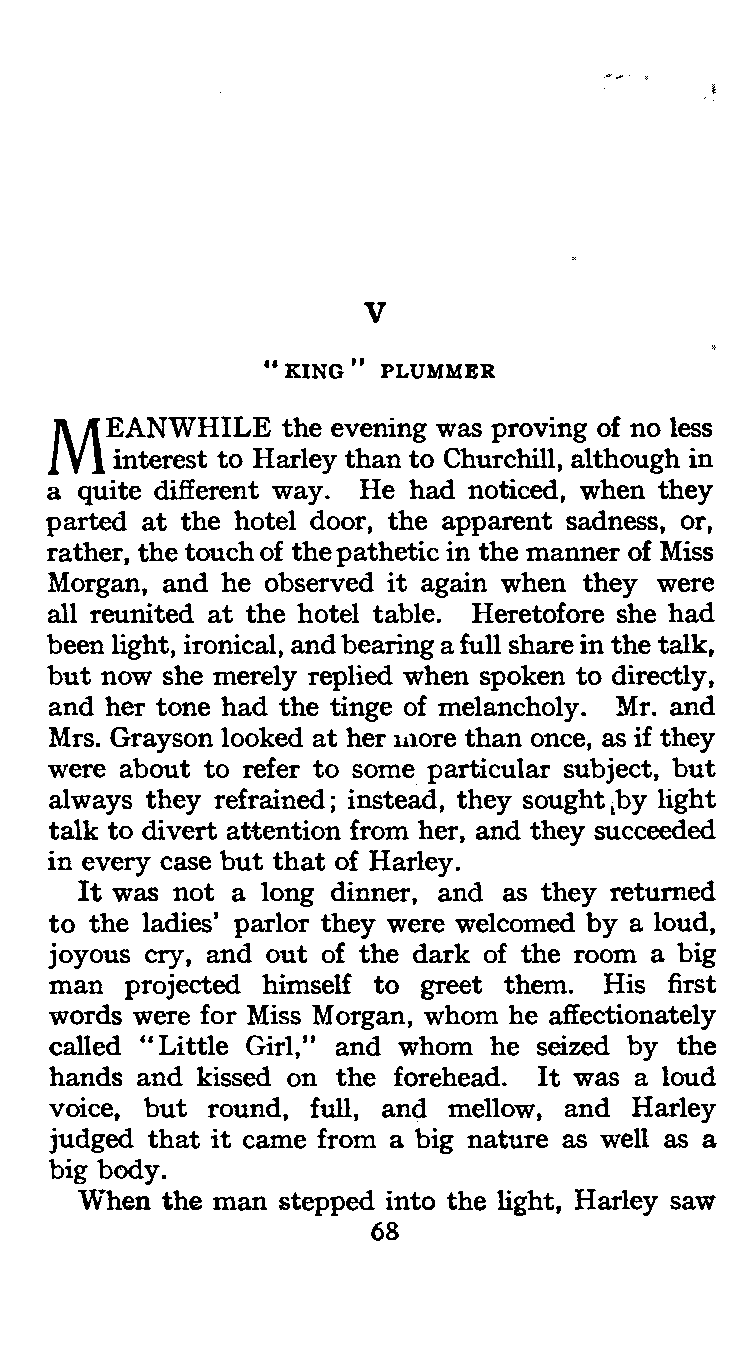 V
"KING" PLUMMER
MEANWHILE the evening was proving of no less
interest to Harley than to Churchill, although in
a quite different way. He had noticed, when they
parted at the hotel door, the apparent sadness, or,
rather, the touch of the pathetic in the manner of Miss
Morgan, and he observed it again when they were
all reunited at the hotel table. Heretofore she had
been light, ironical, and bearing a full share in the talk,
but now she merely replied when spoken to directly,
and her tone had the tinge of melancholy. Mr. and
Mrs. Grayson looked at her more than once, as if they
were about to refer to some particular subject, but
always they refrained; instead, they sought by light
talk to divert attention from her, and they succeeded
in every case but that of Harley.
It was not a long dinner, and as they returned
to the ladies' parlor they were welcomed by a loud,
joyous cry, and out of the dark of the room a big
man projected himself to greet them. His first
words were for Miss Morgan, whom he affectionately
called "Little Girl," and whom he seized by the
hands and kissed on the forehead. It was a loud
voice, but round, full, and mellow, and Harley
judged that it came from a big nature as well as a
big body.
When the man stepped into the light, Harley saw
68